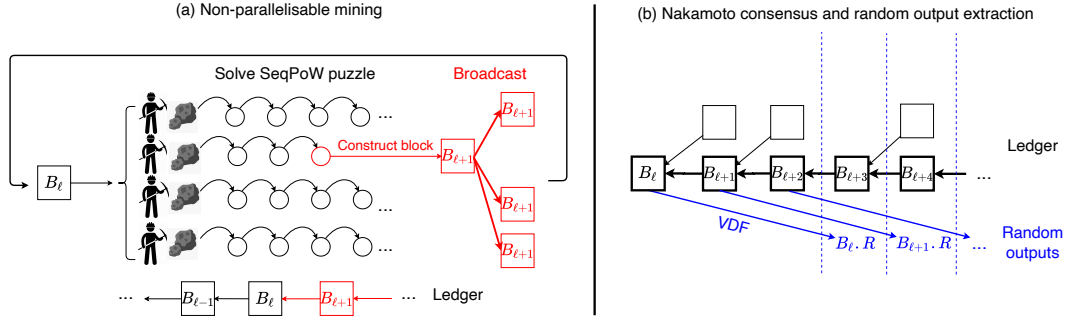 (a) Non-parallelisable mining
Solve SeqPoW puzzle
Broadcast
B_{ℓ+1}
...
Construct block
B_ℓ
B_{ℓ+1}
...
B_{ℓ+1}
...
B_{ℓ+1}
...
... B_{ℓ−1} B_ℓ B_{ℓ+1} ... Ledger
(b) Nakamoto consensus and random output extraction
Ledger
B_ℓ B_{ℓ+1} B_{ℓ+2} B_{ℓ+3} B_{ℓ+4} ...
VDF
B_ℓ.R B_{ℓ+1}.R ...
Random
outputs